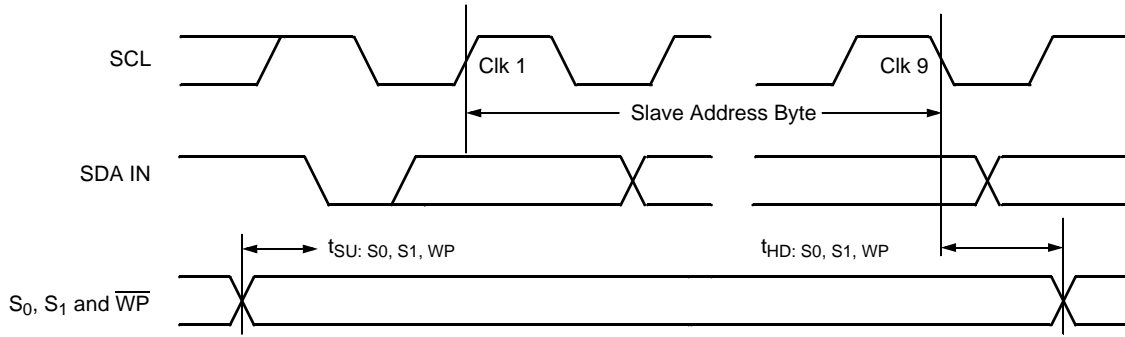 SCL
Clk 1
Clk 9
Slave Address Byte
SDA IN
tSU: S0, S1, WP
tHD: S0, S1, WP
S0, S1 and W̅P̅